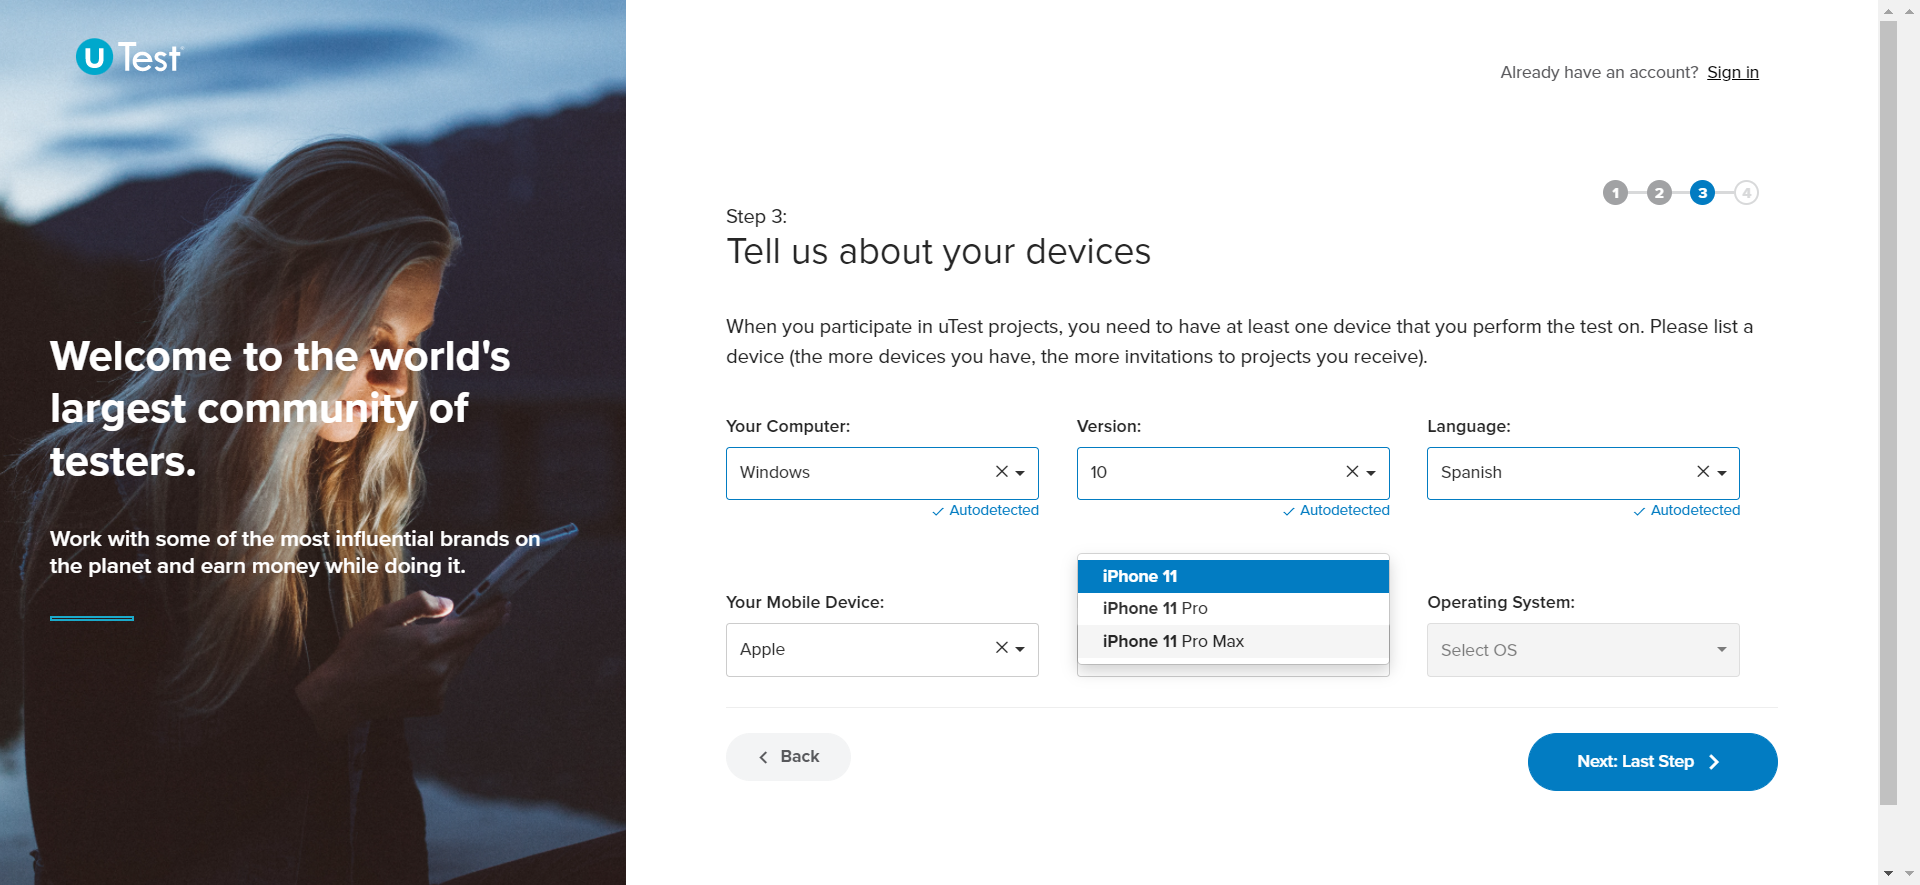 U Test
Already have an account? Sign in
1 2 3 4
Step 3:
Tell us about your devices
Welcome to the world's
largest community of
testers.
Work with some of the most influential brands on
the planet and earn money while doing it.
When you participate in uTest projects, you need to have at least one device that you perform the test on. Please list a
device (the more devices you have, the more invitations to projects you receive).
Your Computer: Version: Language:
Windows 10 Spanish
Autodetected Autodetected Autodetected
iPhone 11
iPhone 11 Pro
iPhone 11 Pro Max
Your Mobile Device: Operating System:
Apple Select OS
Back Next: Last Step